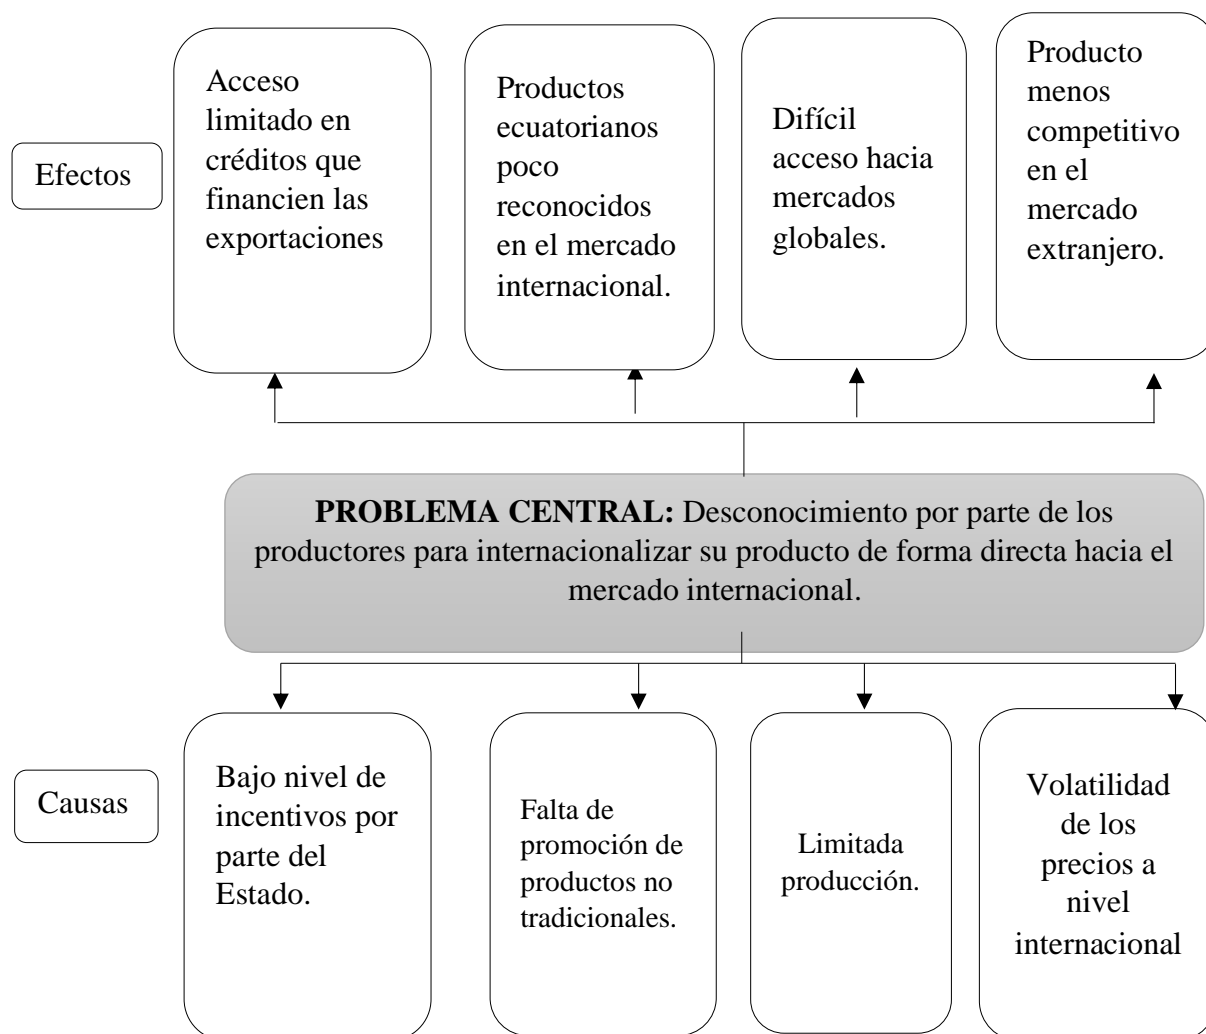 Efectos
Acceso
limitado en
créditos que
financien las
exportaciones
Productos
ecuatorianos
poco
reconocidos
en el mercado
internacional.
Difícil
acceso hacia
mercados
globales.
Producto
menos
competitivo
en el
mercado
extranjero.
PROBLEMA CENTRAL: Desconocimiento por parte de los
productores para internacionalizar su producto de forma directa hacia el
mercado internacional.
Causas
Bajo nivel de
incentivos por
parte del
Estado.
Falta de
promoción de
productos no
tradicionales.
Limitada
producción.
Volatilidad
de los
precios a
nivel
internacional